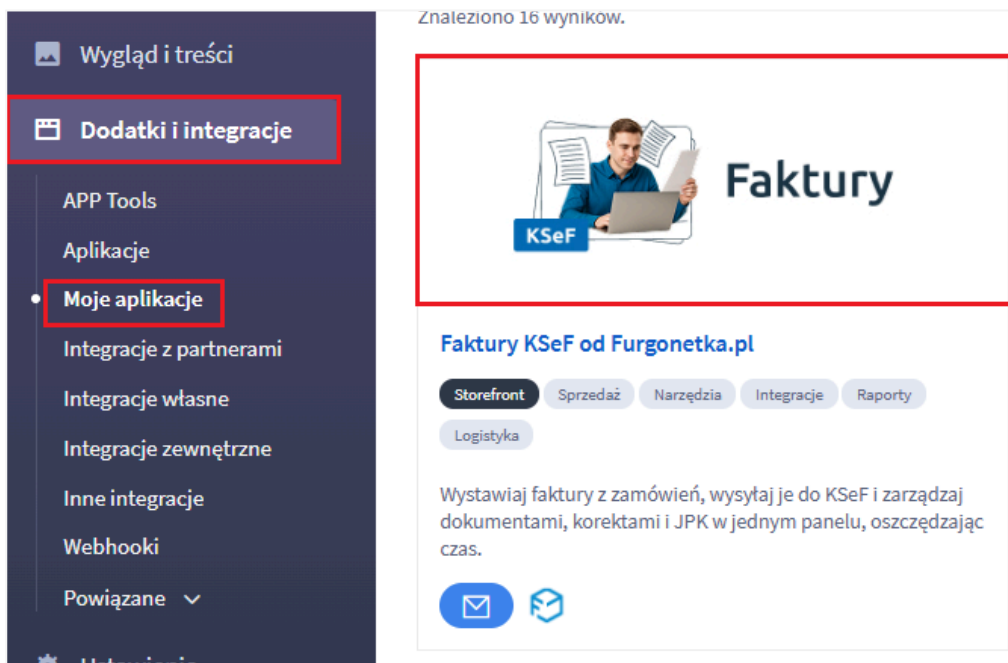 Znaleziono 16 wyników.
Wygląd i treści
Dodatki i integracje
APP Tools
Aplikacje
Moje aplikacje
Integracje z partnerami
Integracje własne
Integracje zewnętrzne
Inne integracje
Webhooki
Powiązane
Ustawienia
KSeF
Faktury
Faktury KSeF od Furgonetka.pl
Storefront Sprzedaż Narzędzia Integracje Raporty
Logistyka
Wystawiaj faktury z zamówień, wysyłaj je do KSeF i zarządzaj
dokumentami, korektami i JPK w jednym panelu, oszczędzając
czas.